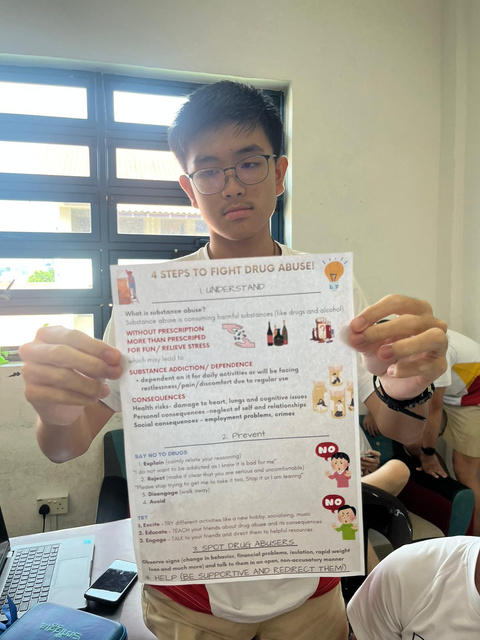 4 STEPS TO FIGHT DRUG ABUSE!
1. UNDERSTAND
What is substance abuse?
Substance abuse is consuming harmful substances (like drugs and alcohol)
WITHOUT PRESCRIPTION
MORE THAN PRESCRIPED
FOR FUN / RELIEVE STRESS
which may lead to
SUBSTANCE ADDICTION/ DEPENDENCE
• dependent on it for daily activities or will be facing
restlessness/pain/discomfort due to regular use
CONSEQUENCES
Health risks- damage to heart, lungs and cognitive issues
Personal consequences -neglect of self and relationships
Social consequences - employment problems, crimes
2. Prevent
SAY NO TO DRUGS
1. Explain (calmly relate your reasoning)
"I do not want to be addicted as I know it is bad for me"
2. Reject (make it clear that you are serious and uncomfortable)
"Please stop trying to get me to take it too, Stop it or I am leaving"
3. Disengage (walk away)
4. Avoid
NO
NO
TRY
1. Excite - TRY different activities like a new hobby, socialising, music
2. Educate - TEACH your friends about drug abuse and its consequences
3. Engage - TALK to your friends and direct them to helpful resources
3. SPOT DRUG ABUSERS
Observe signs (change in behavior, financial problems, isolation, rapid weight
loss and much more) and talk to them in an open, non-accusatory manner
4. HELP (BE SUPPORTIVE AND REDIRECT THEM!)